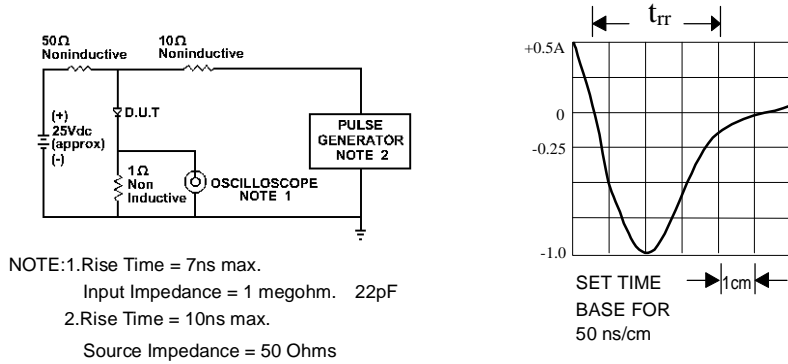 50Ω
Noninductive
10Ω
Noninductive
D.U.T
(+)
25Vdc
(approx)
(-)
1Ω
Non
Inductive
OSCILLOSCOPE
NOTE 1
PULSE
GENERATOR
NOTE 2
NOTE:1.Rise Time = 7ns max.
Input Impedance = 1 megohm. 22pF
2.Rise Time = 10ns max.
Source Impedance = 50 Ohms
trr
+0.5A
0
-0.25
-1.0
SET TIME
BASE FOR
50 ns/cm
1cm